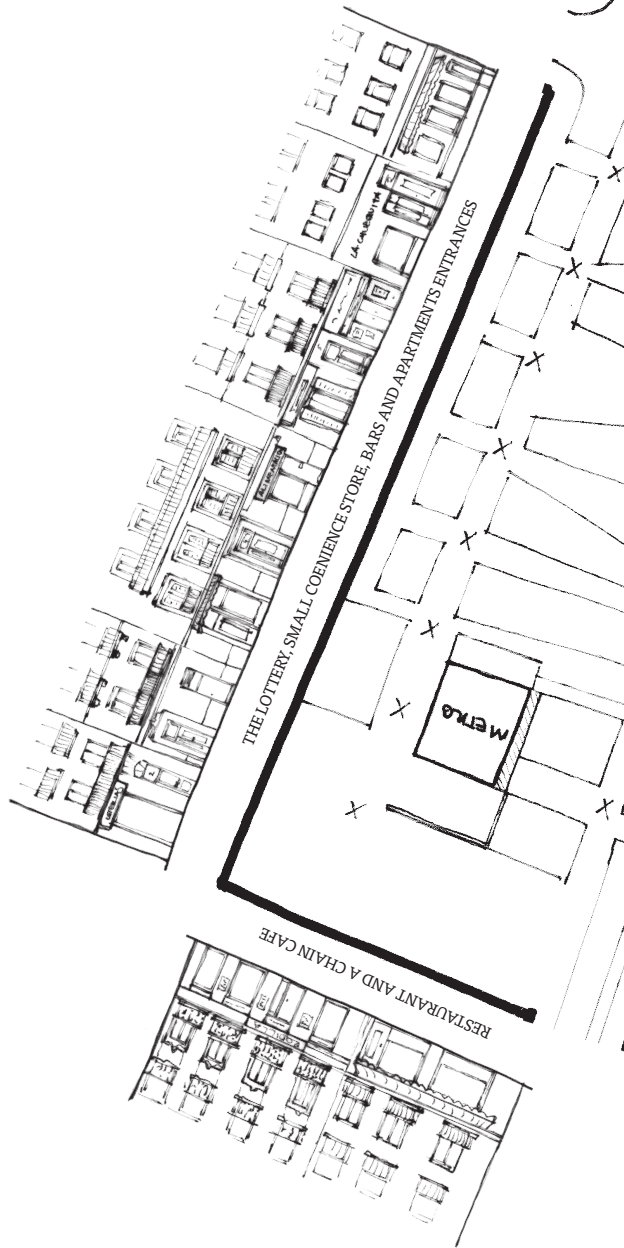 THE LOTTERY, SMALL COENIENCE STORE, BARS AND APARTMENTS ENTRANCES
METRO
RESTAURANT AND A CHAIN CAFE